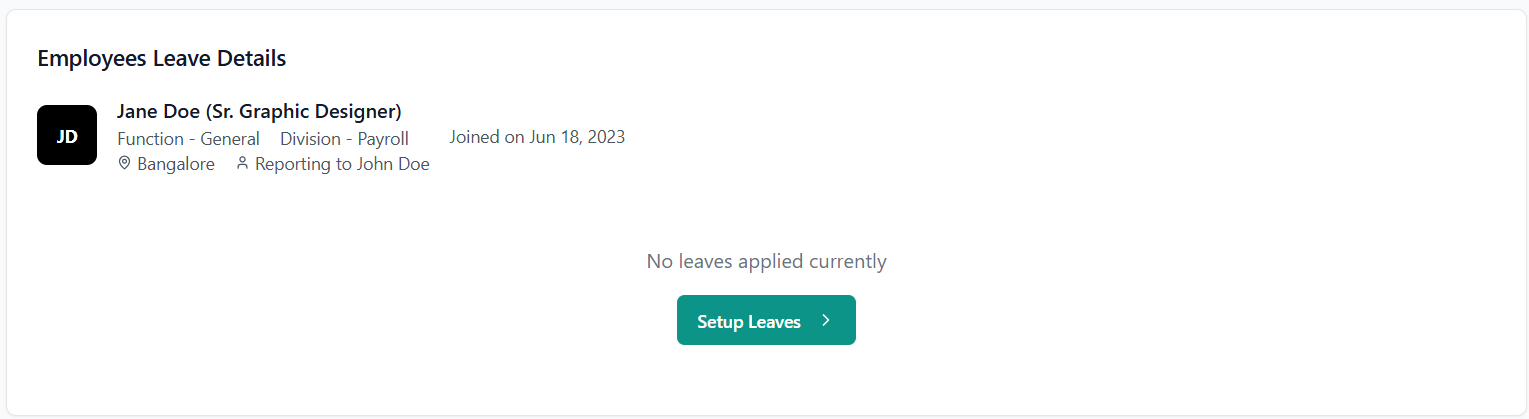 Employees Leave Details
JD
Jane Doe (Sr. Graphic Designer)
Function - General Division - Payroll Joined on Jun 18, 2023
Bangalore Reporting to John Doe
No leaves applied currently
Setup Leaves